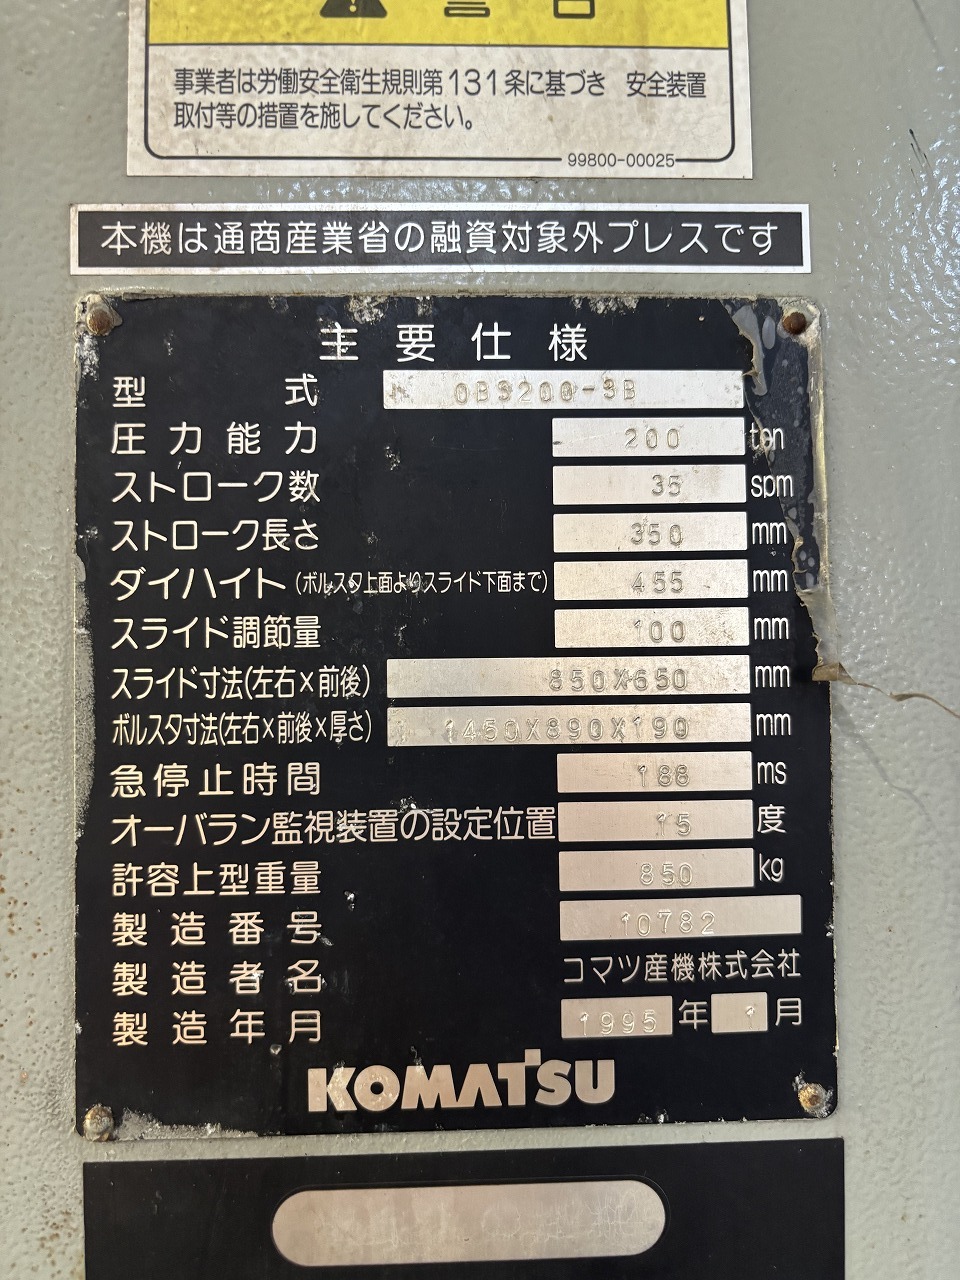 警告
事業者は労働安全衛生規則第131条に基づき 安全装置
取付等の措置を施してください。
99800-00025
本機は通商産業省の融資対象外プレスです
主要仕様
型式 OBS200-3B
圧力能力 200 ton
ストローク数 35 spm
ストローク長さ 350 mm
ダイハイト(ボルスタ上面よりスライド下面まで) 455 mm
スライド調節量 100 mm
スライド寸法(左右×前後) 850X650 mm
ボルスタ寸法(左右×前後×厚さ) 1450X890X190 mm
急停止時間 188 ms
オーバラン監視装置の設定位置 15 度
許容上型重量 850 kg
製造番号 10782
製造者名 コマツ産機株式会社
製造年月 1995 年 1 月
KOMATSU